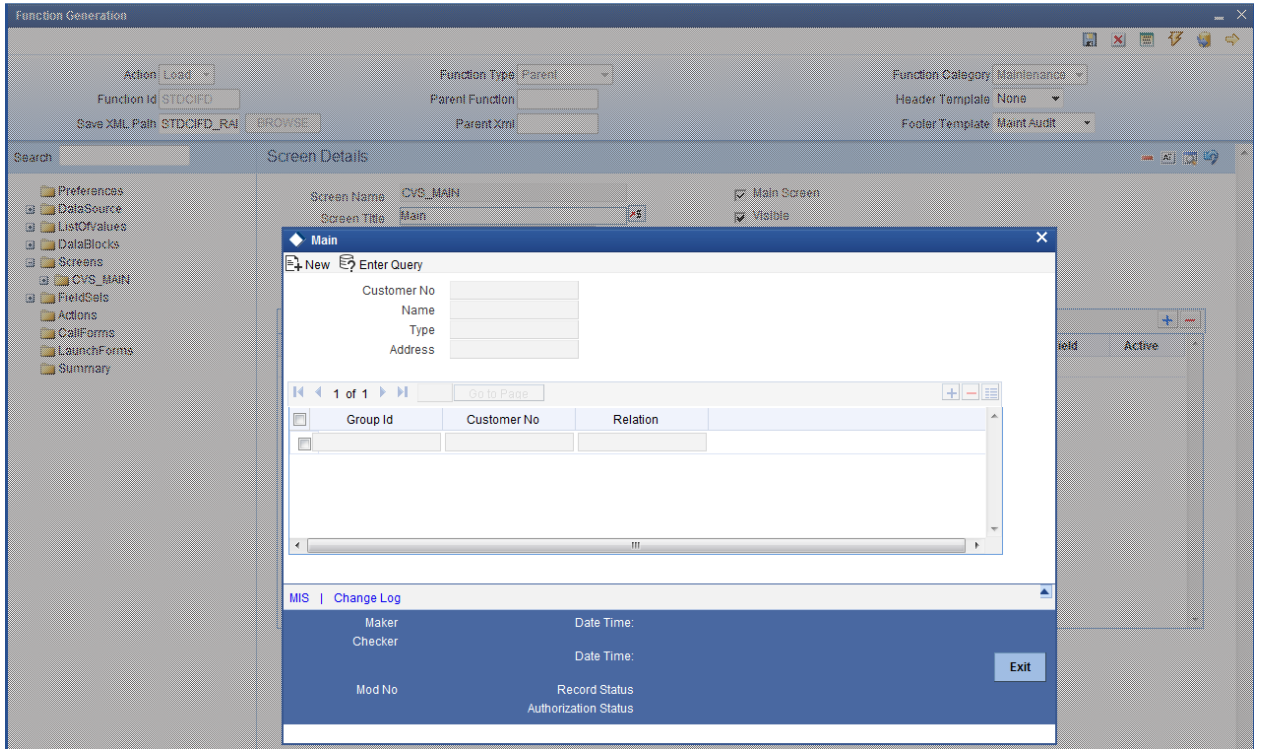 Function Generation
Action Load Function Type Parent Function Category Maintenance
Function Id STDCIFD Parent Function Header Template None
Save XML Path STDCIFD_RAI BROWSE Parent Xml Footer Template Maint Audit
Search Screen Details
Preferences
DataSource
ListOfValues
DataBlocks
Screens
CVS_MAIN
FieldSets
Actions
CallForms
LaunchForms
Summary
Screen Name CVS_MAIN Main Screen
Screen Title Main Visible
Main
New Enter Query
Customer No
Name
Type
Address
1 of 1 Go to Page
Group Id Customer No Relation
Active
MIS | Change Log
Maker Date Time:
Checker
Date Time:
Exit
Mod No Record Status
Authorization Status